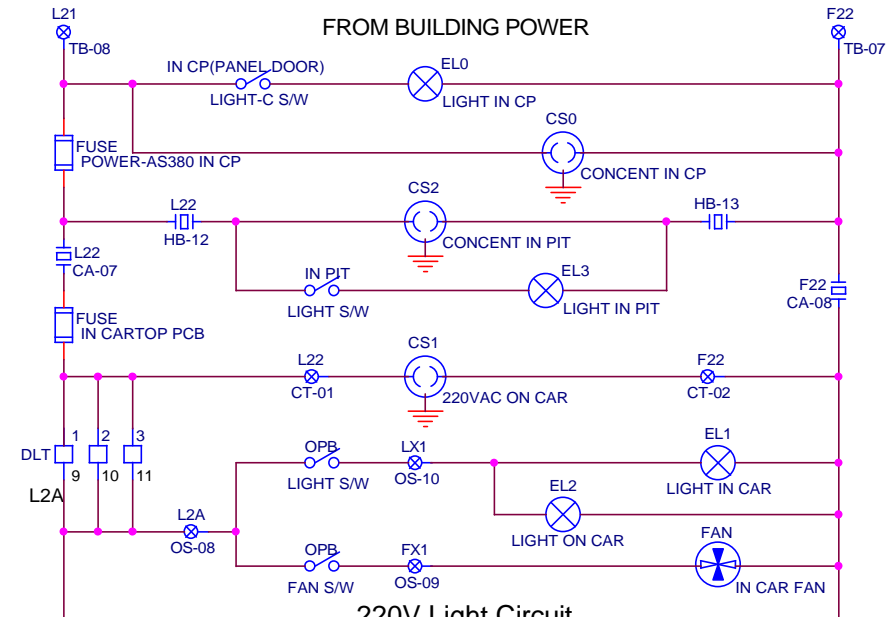 L21
FROM BUILDING POWER
F22
TB-08
TB-07
IN CP(PANEL DOOR)
EL0
LIGHT-C S/W
LIGHT IN CP
CS0
FUSE
POWER-AS380 IN CP
CONCENT IN CP
L22
CS2
HB-13
HB-12
CONCENT IN PIT
L22
CA-07
IN PIT
EL3
F22
CA-08
LIGHT S/W
LIGHT IN PIT
FUSE
IN CARTOP PCB
CS1
L22
F22
CT-01
220VAC ON CAR
CT-02
1
2
3
DLT
9
10
11
L2A
OPB
LX1
EL1
LIGHT S/W
OS-10
LIGHT IN CAR
EL2
L2A
OS-08
LIGHT ON CAR
OPB
FX1
FAN
FAN S/W
OS-09
IN CAR FAN
220V Light Circuit